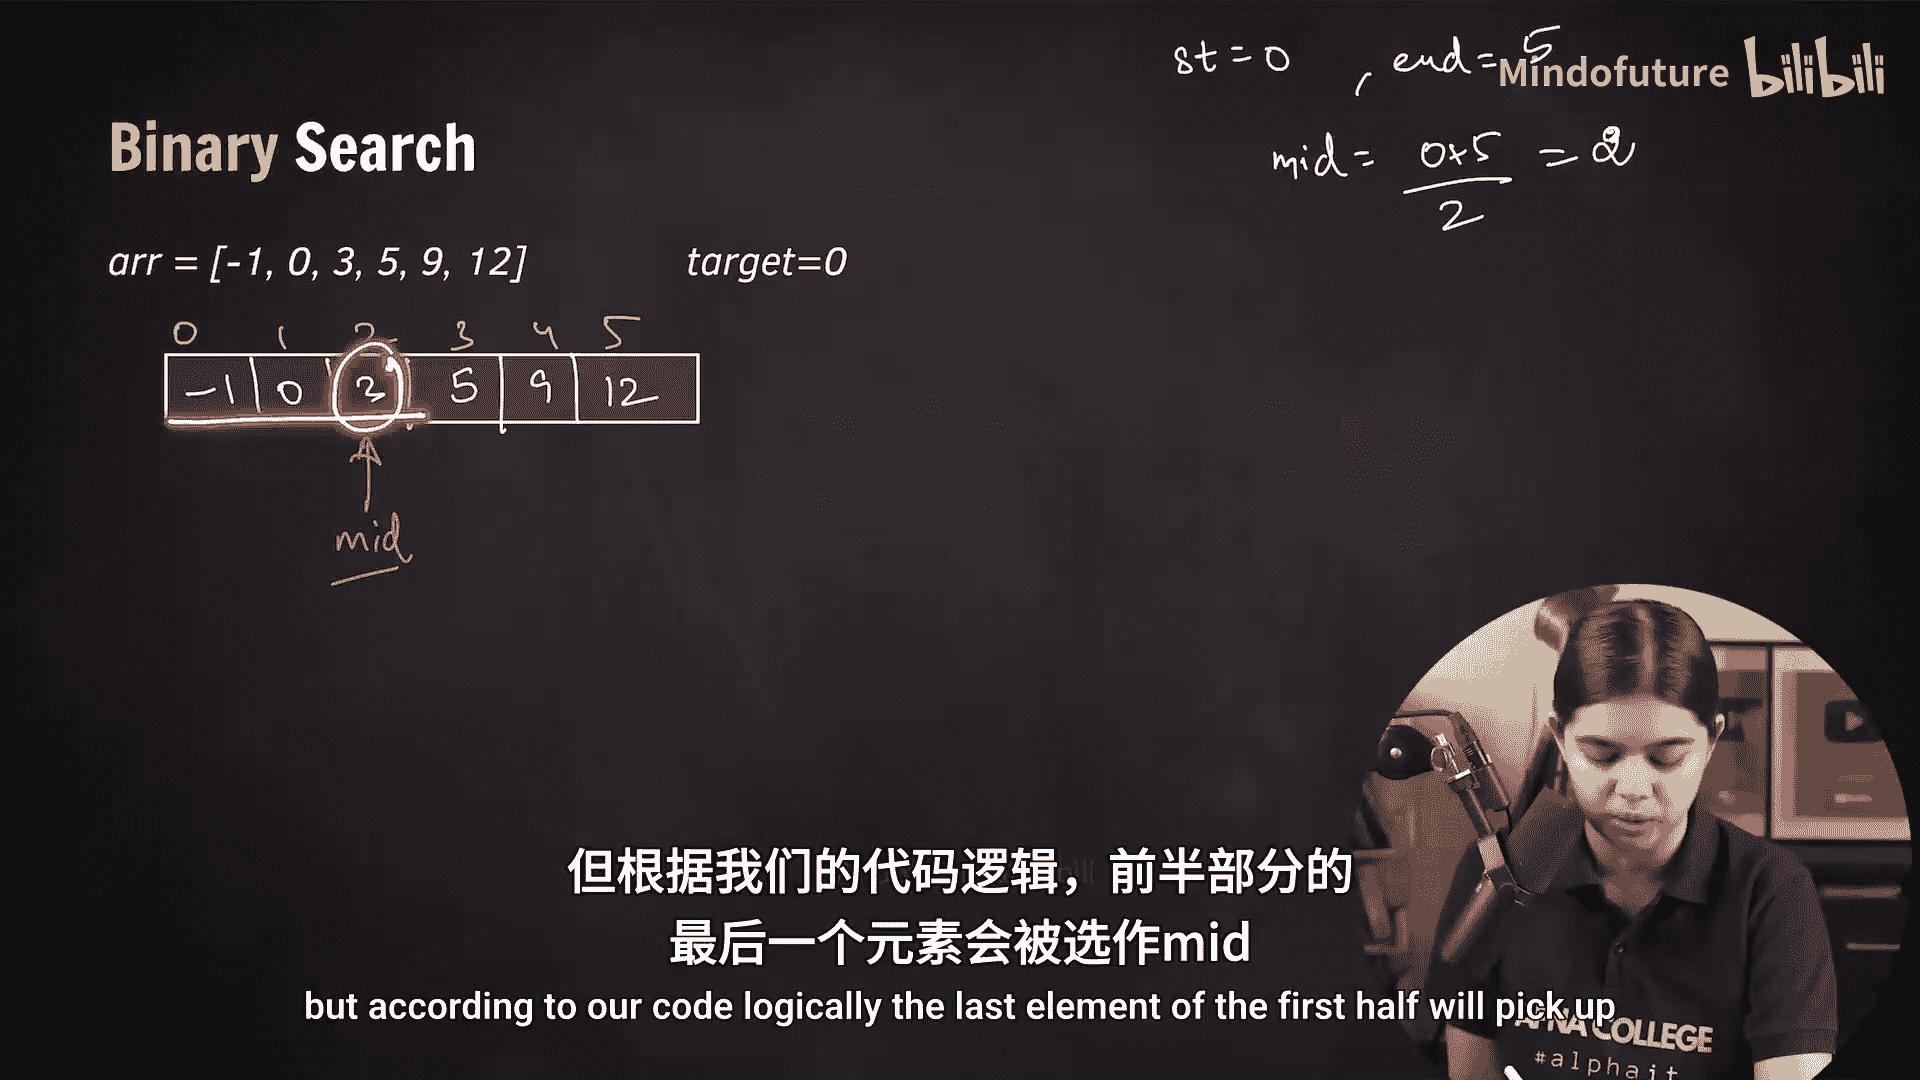 st = 0 , end = 5
Mindofuture bilibili
mid = 0+5 / 2 = 2
Binary Search
arr = [-1, 0, 3, 5, 9, 12] target=0
0 1 2 3 4 5
-1 0 3 5 9 12
mid
但根据我们的代码逻辑，前半部分的
最后一个元素会被选作mid
but according to our code logically the last element of the first half will pick up
APNA COLLEGE
#alpha